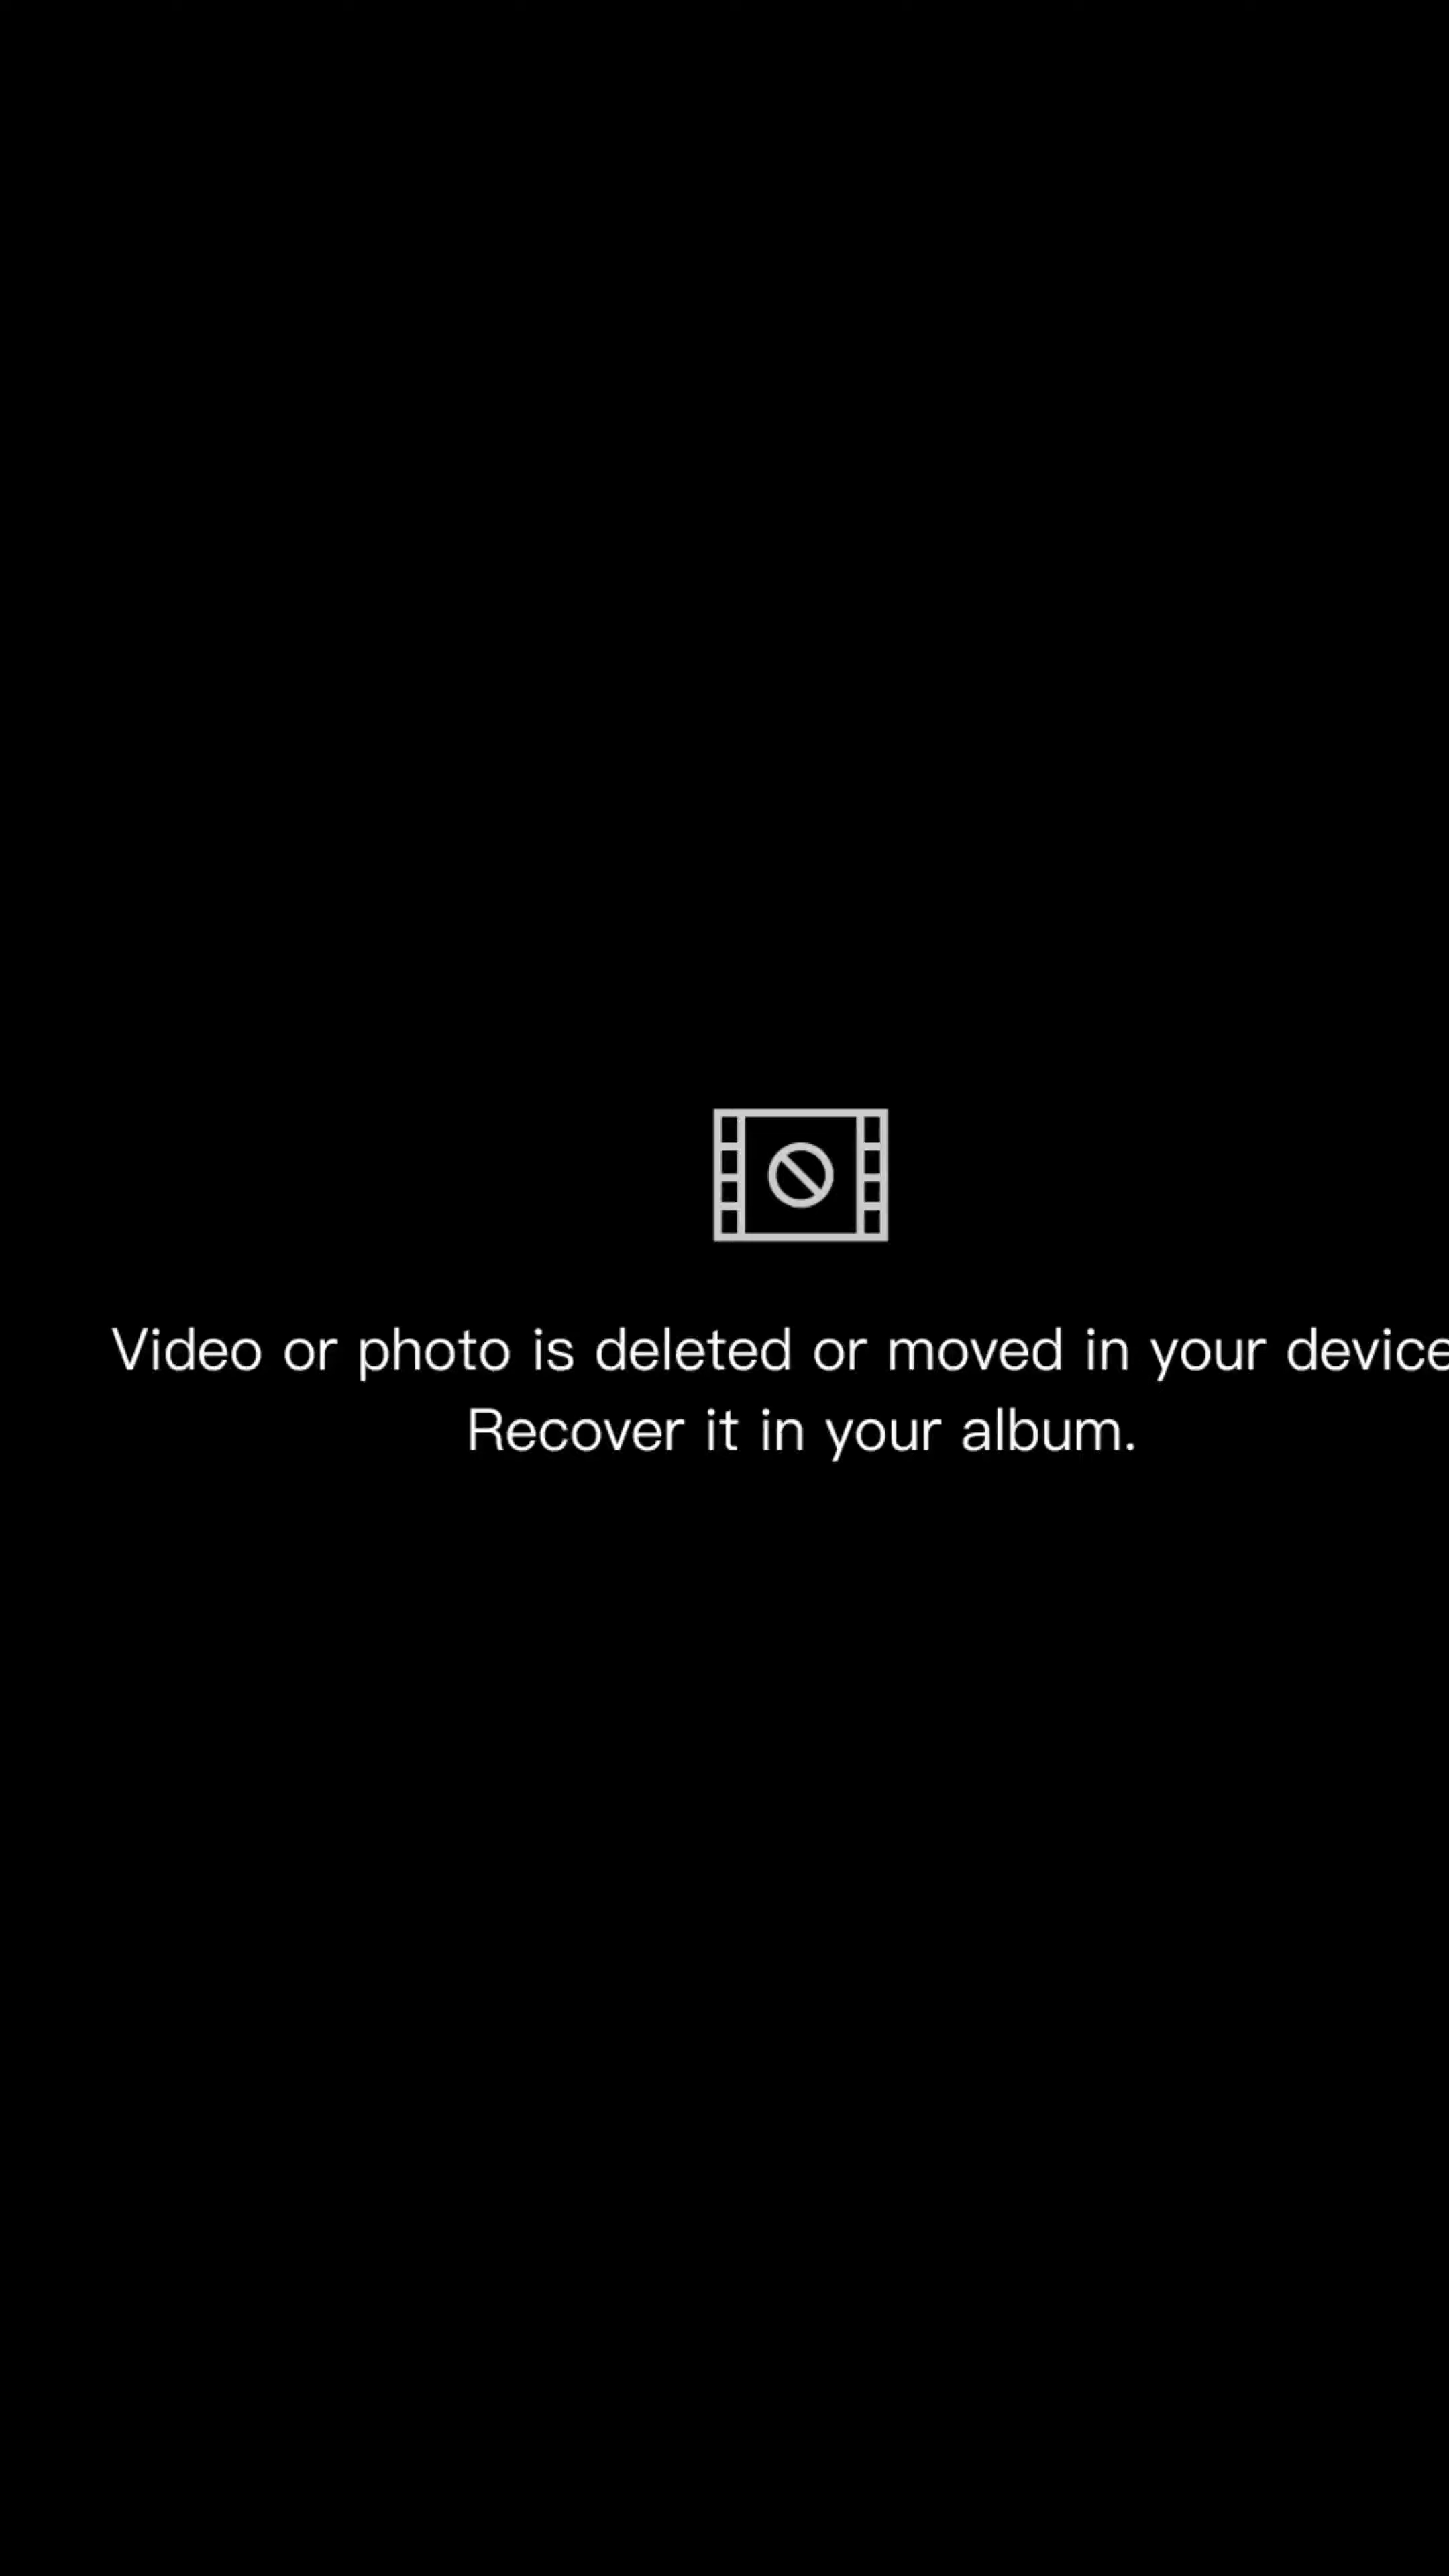 Video or photo is deleted or moved in your device
Recover it in your album.